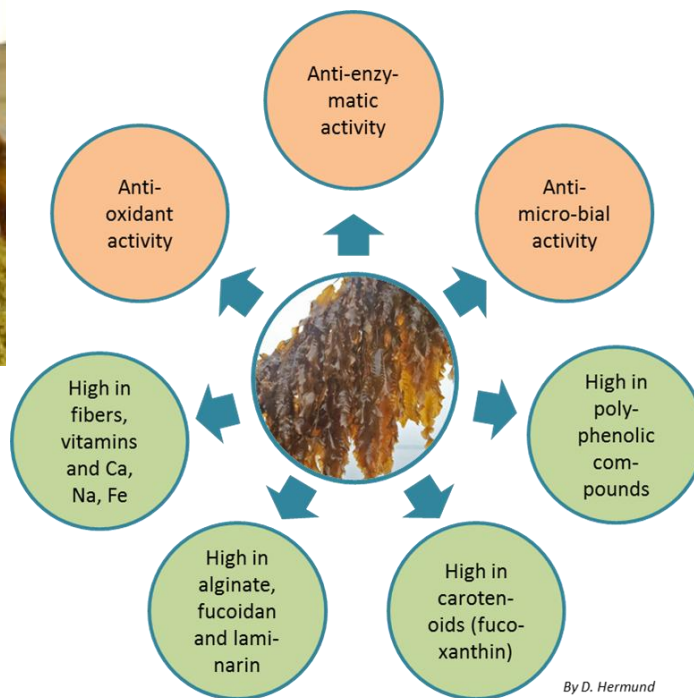 Anti-enzy-
matic
activity
Anti-
oxidant
activity
Anti-
micro-bial
activity
High in
fibers,
vitamins
and Ca,
Na, Fe
High in
poly-
phenolic
com-
pounds
High in
alginate,
fucoidan
and lami-
narin
High in
caroten-
oids (fuco-
xanthin)
By D. Hermund